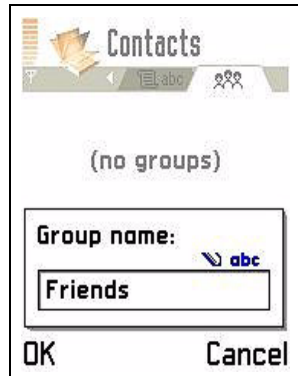 Contacts
abc
(no groups)
Group name:
abc
Friends
OK Cancel